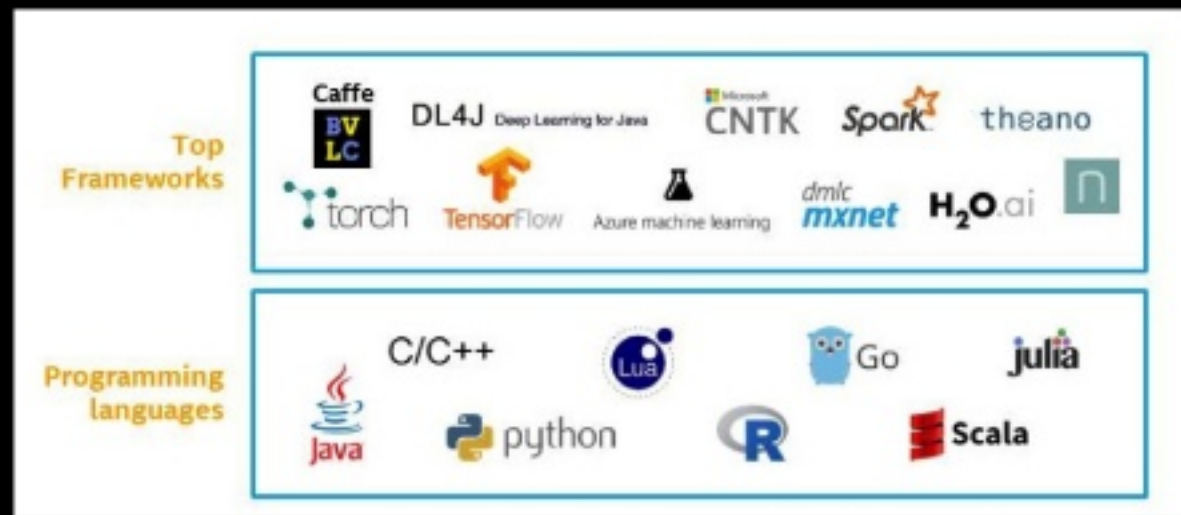 Top
Frameworks
Caffe
BV
LC
DL4J Deep Learning for Java
Microsoft
CNTK
Spark
theano
torch
TensorFlow
Azure machine learning
dmlc
mxnet
H₂O.ai
n
Programming
languages
C/C++
Lua
Go
julia
Java
python
R
Scala